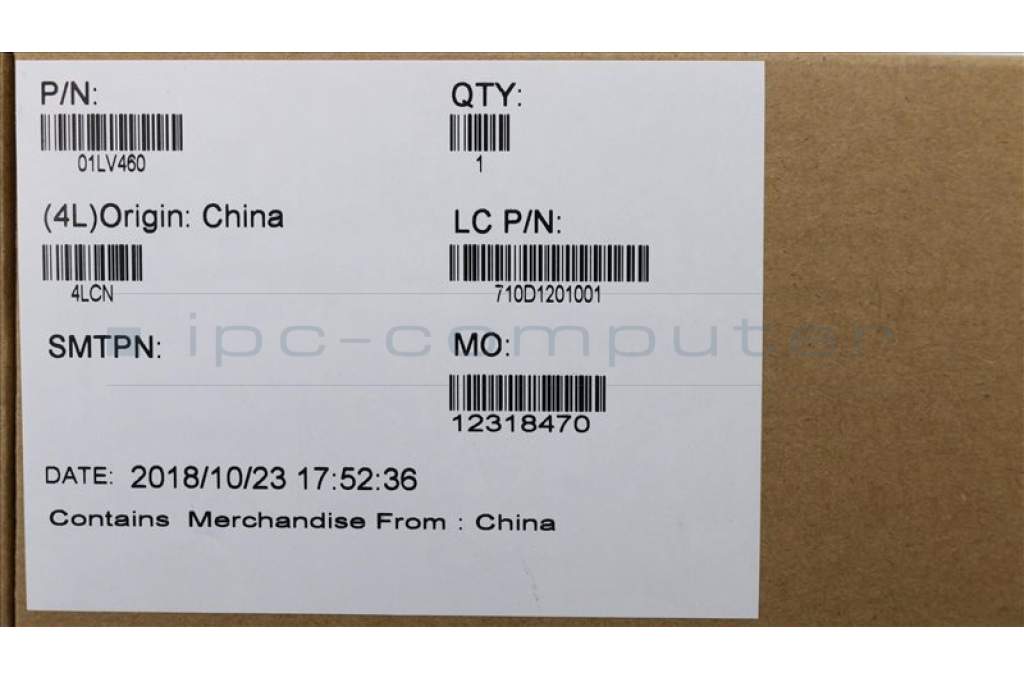 P/N:
01LV460
QTY:
1
(4L)Origin: China
4LCN
LC P/N:
710D1201001
SMTPN:
MO:
12318470
ipc-computer
DATE: 2018/10/23 17:52:36
Contains Merchandise From : China